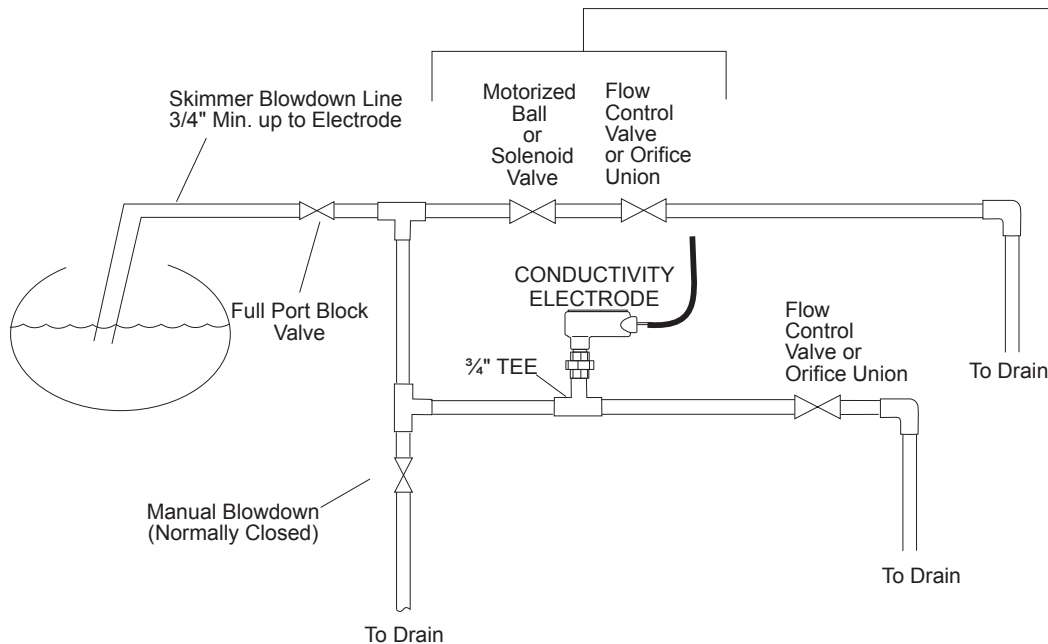 Skimmer Blowdown Line
3/4" Min. up to Electrode
Motorized
Ball
or
Solenoid
Valve
Flow
Control
Valve
or Orifice
Union
Full Port Block
Valve
CONDUCTIVITY
ELECTRODE
¾" TEE
Flow
Control
Valve or
Orifice Union
To Drain
Manual Blowdown
(Normally Closed)
To Drain
To Drain